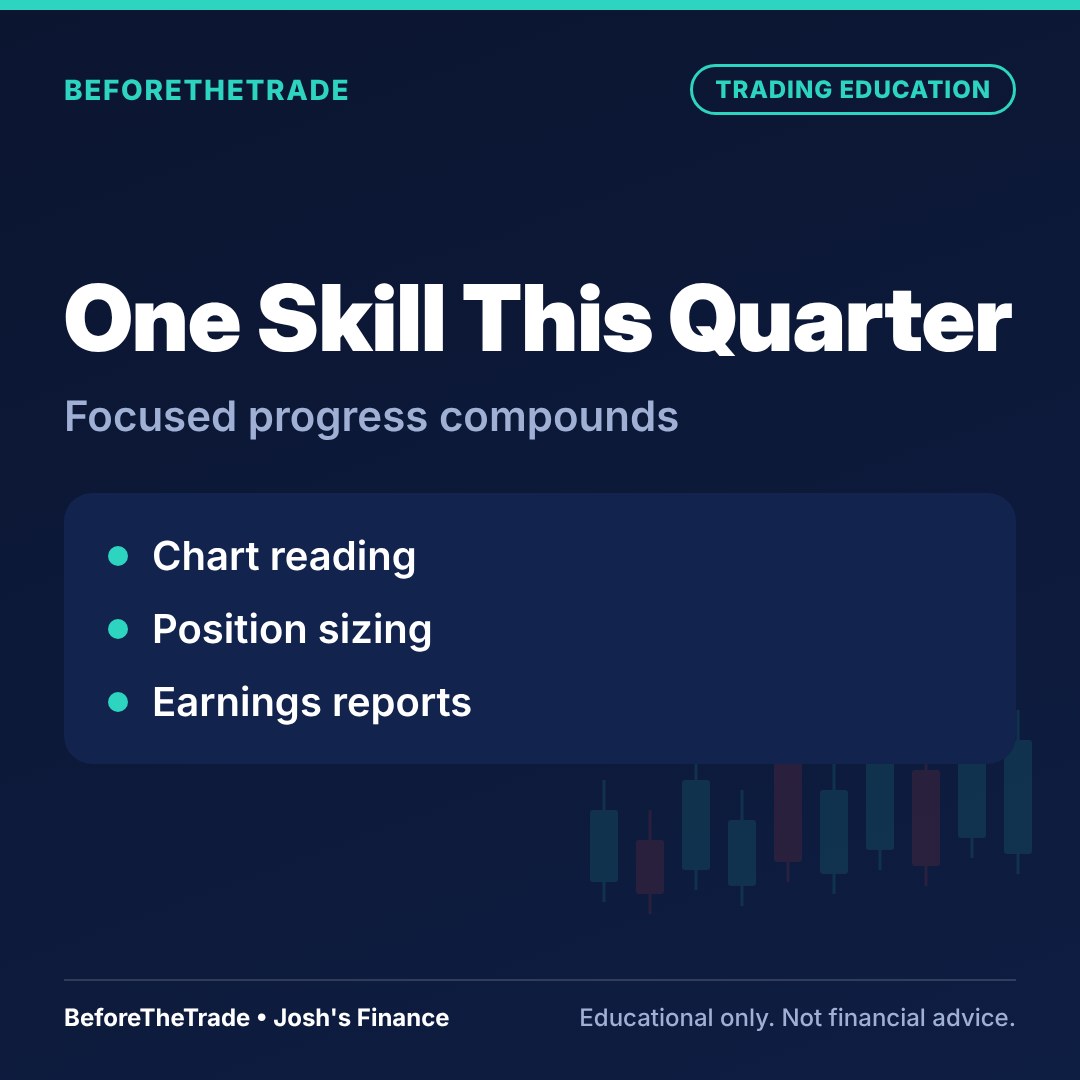 BEFORETHETRADE
TRADING EDUCATION
One Skill This Quarter
Focused progress compounds
Chart reading
Position sizing
Earnings reports
BeforeTheTrade • Josh's Finance
Educational only. Not financial advice.